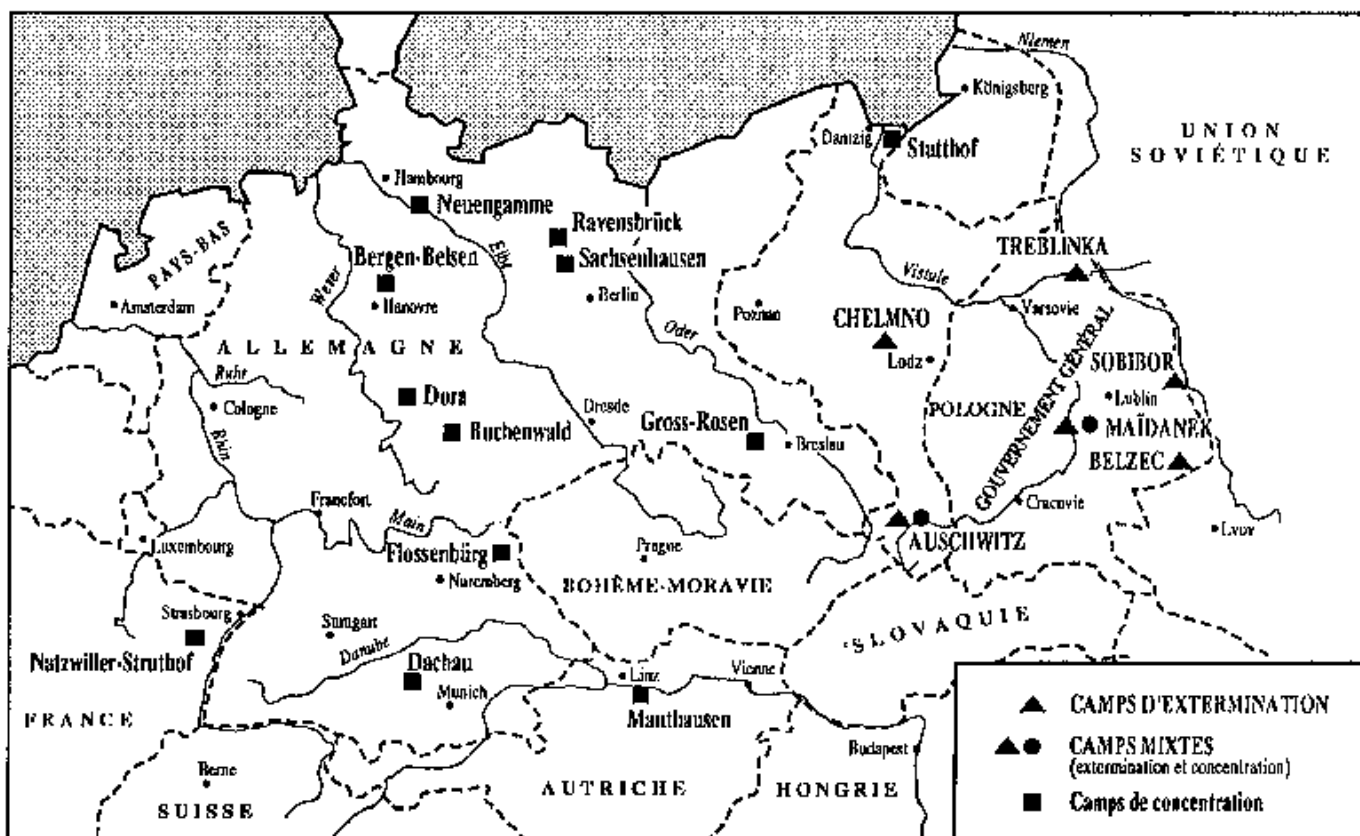 Niemen
Königsberg
UNION
SOVIÉTIQUE
Dantzig
Statthof
Hambourg
Neuengamme
Ravensbrück
Sachsenhausen
Elbe
PAYS-BAS
Bergen-Belsen
Weser
TREBLINKA
Vistule
Amsterdam
Hanovre
Berlin
Poznan
Varsovie
CHELMNO
Oder
ALLEMAGNE
Lodz
SOBIBOR
GOUVERNEMENT GÉNÉRAL
Ruhr
Cologne
Dora
Lublin
Dresde
Gross-Rosen
POLOGNE
Rhin
Buchenwald
Breslau
MAÏDANEK
BELZEC
Francfort
Main
Cracovie
Luxembourg
Flossenbürg
Prague
AUSCHWITZ
Lvov
Nuremberg
BOHÊME-MORAVIE
Strasbourg
Stuttgart
SLOVAQUIE
Natzwiller-Struthof
Danube
Dachau
Munich
Linz
Vienne
Mauthausen
FRANCE
Budapest
Berne
SUISSE
AUTRICHE
HONGRIE
CAMPS D'EXTERMINATION
CAMPS MIXTES
(extermination et concentration)
Camps de concentration